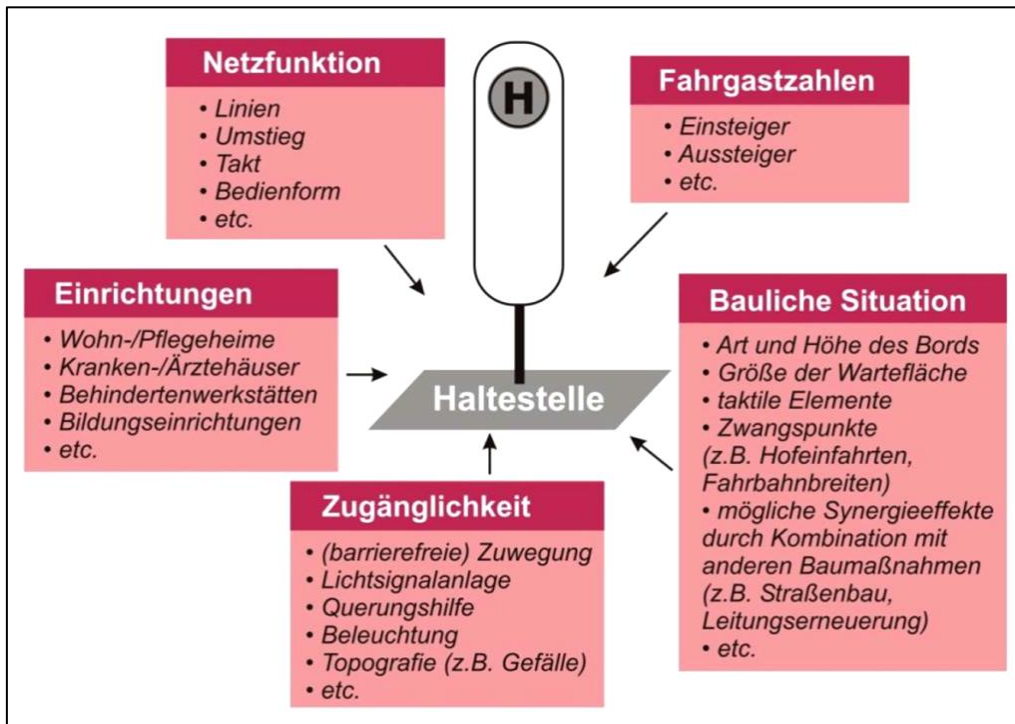 Netzfunktion
• Linien
• Umstieg
• Takt
• Bedienform
• etc.
H
Fahrgastzahlen
• Einsteiger
• Aussteiger
• etc.
Einrichtungen
• Wohn-/Pflegeheime
• Kranken-/Ärztehäuser
• Behindertenwerkstätten
• Bildungseinrichtungen
• etc.
Haltestelle
Bauliche Situation
• Art und Höhe des Bords
• Größe der Wartefläche
• taktile Elemente
• Zwangspunkte
(z.B. Hofeinfahrten,
Fahrbahnbreiten)
• mögliche Synergieeffekte
durch Kombination mit
anderen Baumaßnahmen
(z.B. Straßenbau,
Leitungserneuerung)
• etc.
Zugänglichkeit
• (barrierefreie) Zuwegung
• Lichtsignalanlage
• Querungshilfe
• Beleuchtung
• Topografie (z.B. Gefälle)
• etc.